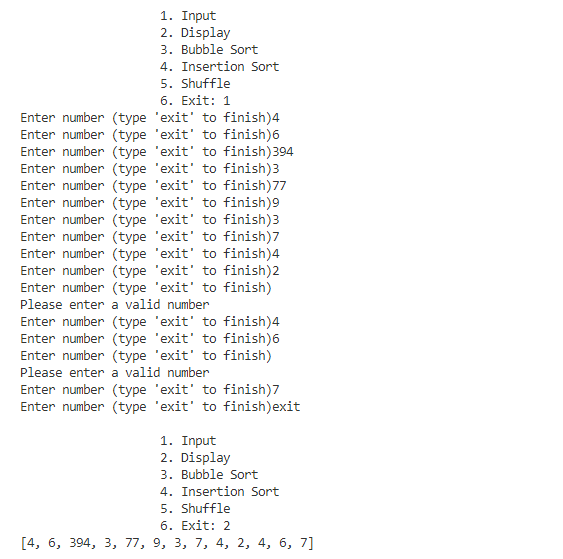 1. Input
2. Display
3. Bubble Sort
4. Insertion Sort
5. Shuffle
6. Exit: 1
Enter number (type 'exit' to finish)4
Enter number (type 'exit' to finish)6
Enter number (type 'exit' to finish)394
Enter number (type 'exit' to finish)3
Enter number (type 'exit' to finish)77
Enter number (type 'exit' to finish)9
Enter number (type 'exit' to finish)3
Enter number (type 'exit' to finish)7
Enter number (type 'exit' to finish)4
Enter number (type 'exit' to finish)2
Enter number (type 'exit' to finish)
Please enter a valid number
Enter number (type 'exit' to finish)4
Enter number (type 'exit' to finish)6
Enter number (type 'exit' to finish)
Please enter a valid number
Enter number (type 'exit' to finish)7
Enter number (type 'exit' to finish)exit
1. Input
2. Display
3. Bubble Sort
4. Insertion Sort
5. Shuffle
6. Exit: 2
[4, 6, 394, 3, 77, 9, 3, 7, 4, 2, 4, 6, 7]